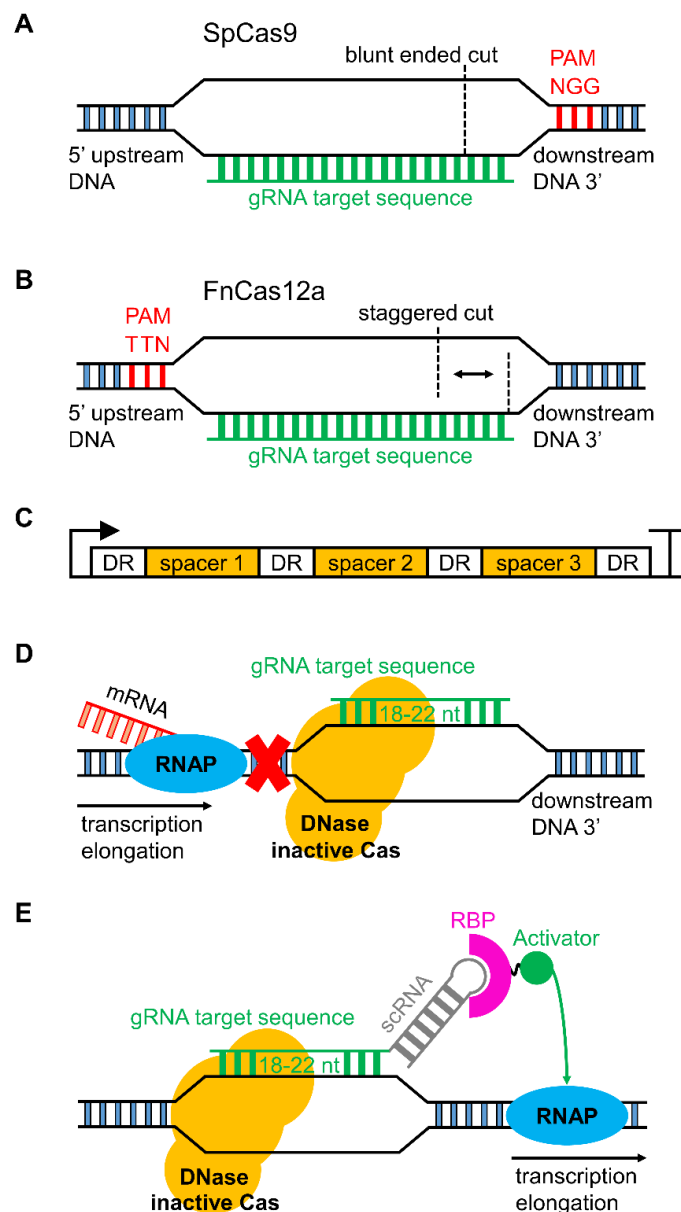 A
SpCas9
blunt ended cut
PAM
NGG
5’ upstream
DNA
gRNA target sequence
downstream
DNA 3’
B
FnCas12a
PAM
TTN
staggered cut
5’ upstream
DNA
gRNA target sequence
downstream
DNA 3’
C
DR spacer 1 DR spacer 2 DR spacer 3 DR
D
gRNA target sequence
mRNA
18-22 nt
RNAP
transcription
elongation
DNase
inactive Cas
downstream
DNA 3’
E
RBP
Activator
scRNA
gRNA target sequence
18-22 nt
RNAP
DNase
inactive Cas
transcription
elongation